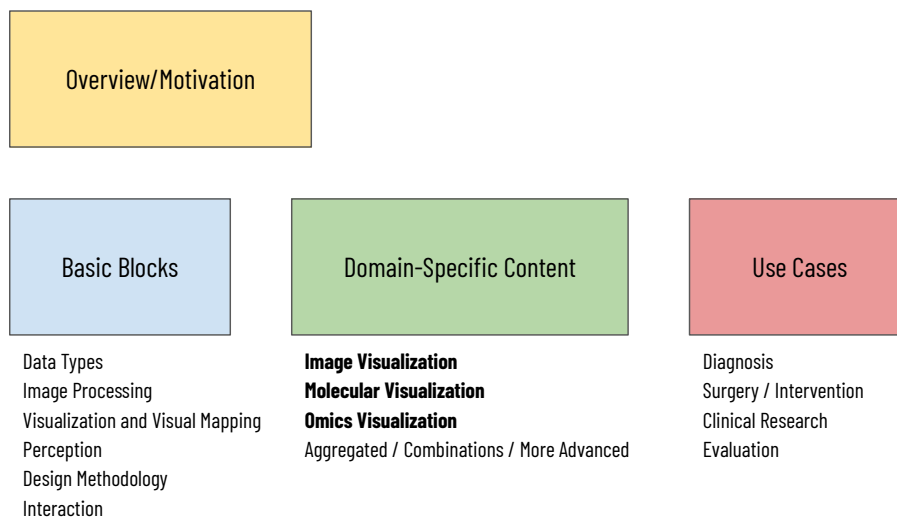 Overview/Motivation
Basic Blocks
Data Types
Image Processing
Visualization and Visual Mapping
Perception
Design Methodology
Interaction
Domain-Specific Content
Image Visualization
Molecular Visualization
Omics Visualization
Aggregated / Combinations / More Advanced
Use Cases
Diagnosis
Surgery / Intervention
Clinical Research
Evaluation